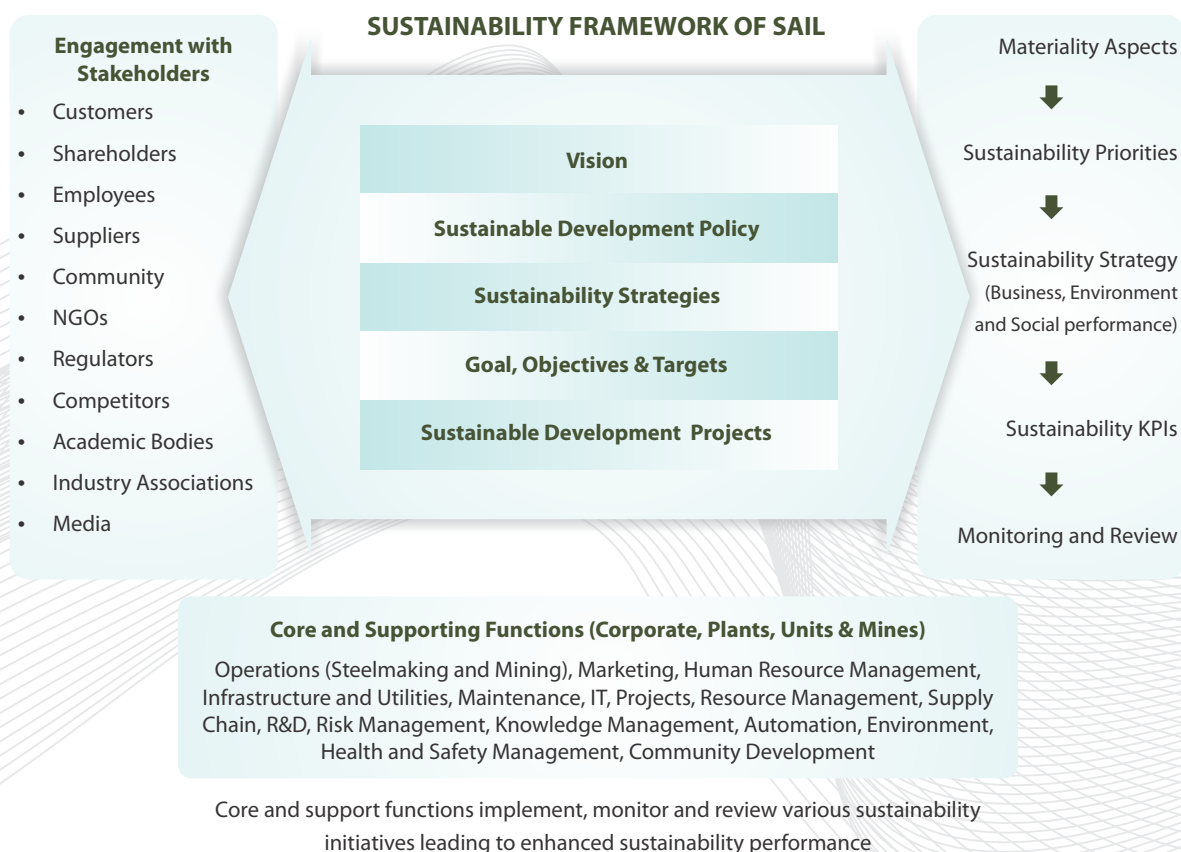 SUSTAINABILITY FRAMEWORK OF SAIL
Engagement with
Stakeholders
• Customers
• Shareholders
• Employees
• Suppliers
• Community
• NGOs
• Regulators
• Competitors
• Academic Bodies
• Industry Associations
• Media
Vision
Sustainable Development Policy
Sustainability Strategies
Goal, Objectives & Targets
Sustainable Development Projects
Materiality Aspects
Sustainability Priorities
Sustainability Strategy
(Business, Environment
and Social performance)
Sustainability KPIs
Monitoring and Review
Core and Supporting Functions (Corporate, Plants, Units & Mines)
Operations (Steelmaking and Mining), Marketing, Human Resource Management,
Infrastructure and Utilities, Maintenance, IT, Projects, Resource Management, Supply
Chain, R&D, Risk Management, Knowledge Management, Automation, Environment,
Health and Safety Management, Community Development
Core and support functions implement, monitor and review various sustainability
initiatives leading to enhanced sustainability performance